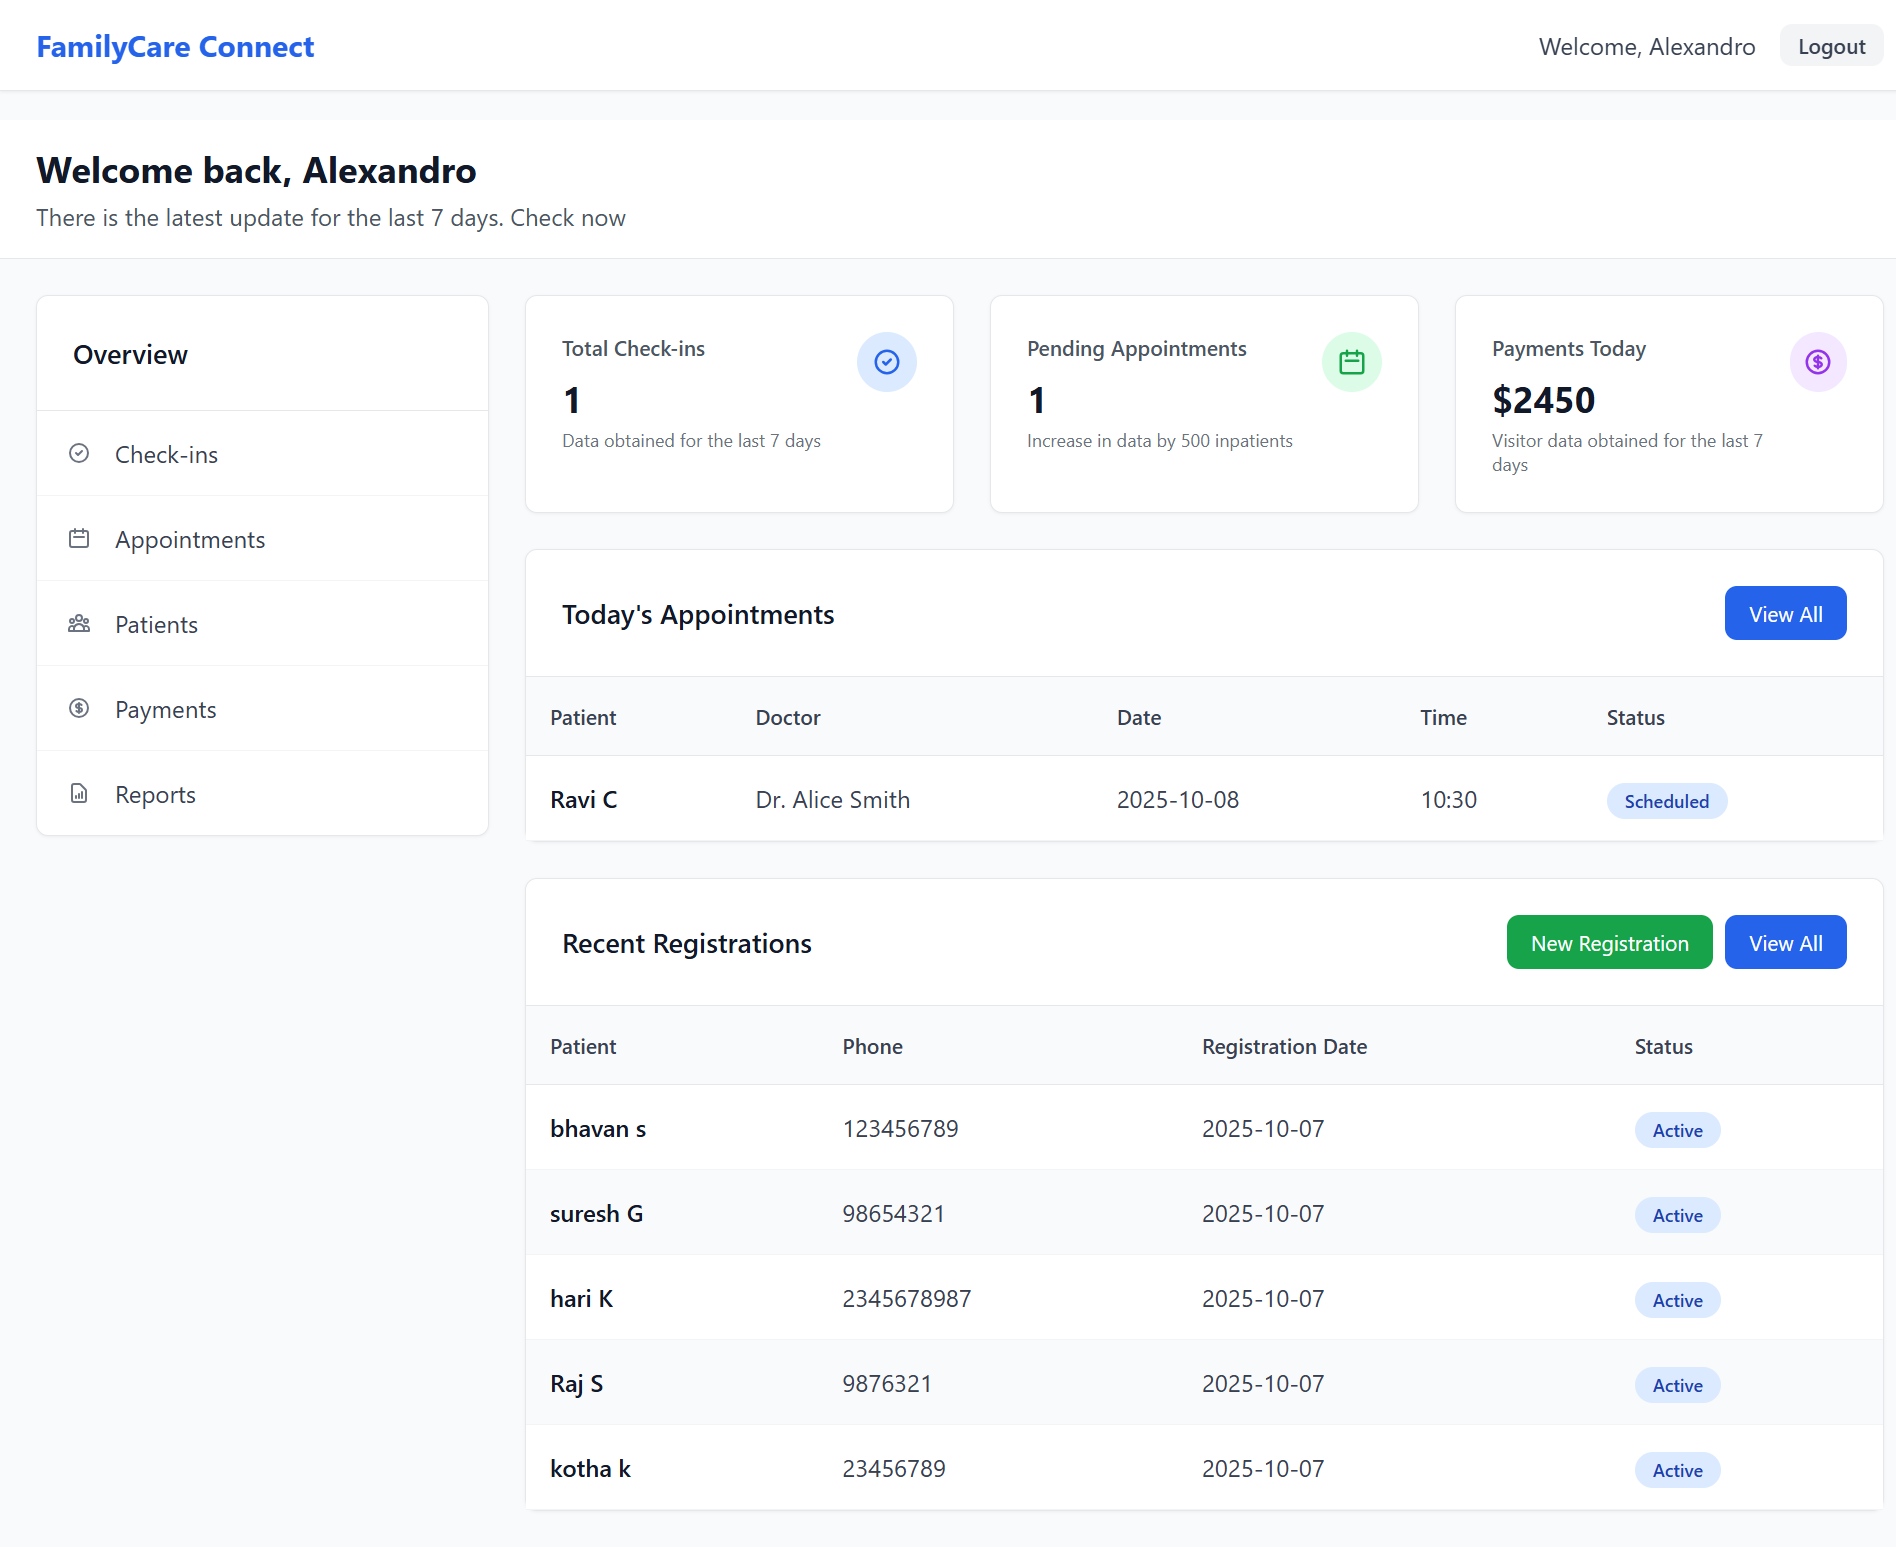 FamilyCare Connect
Welcome, Alexandro
Logout
Welcome back, Alexandro
There is the latest update for the last 7 days. Check now
Overview
Check-ins
Appointments
Patients
Payments
Reports
Total Check-ins
1
Data obtained for the last 7 days
Pending Appointments
1
Increase in data by 500 inpatients
Payments Today
$2450
Visitor data obtained for the last 7
days
Today's Appointments
View All
Patient Doctor Date Time Status
Ravi C Dr. Alice Smith 2025-10-08 10:30 Scheduled
Recent Registrations
New Registration
View All
Patient Phone Registration Date Status
bhavan s 123456789 2025-10-07 Active
suresh G 98654321 2025-10-07 Active
hari K 2345678987 2025-10-07 Active
Raj S 9876321 2025-10-07 Active
kotha k 23456789 2025-10-07 Active